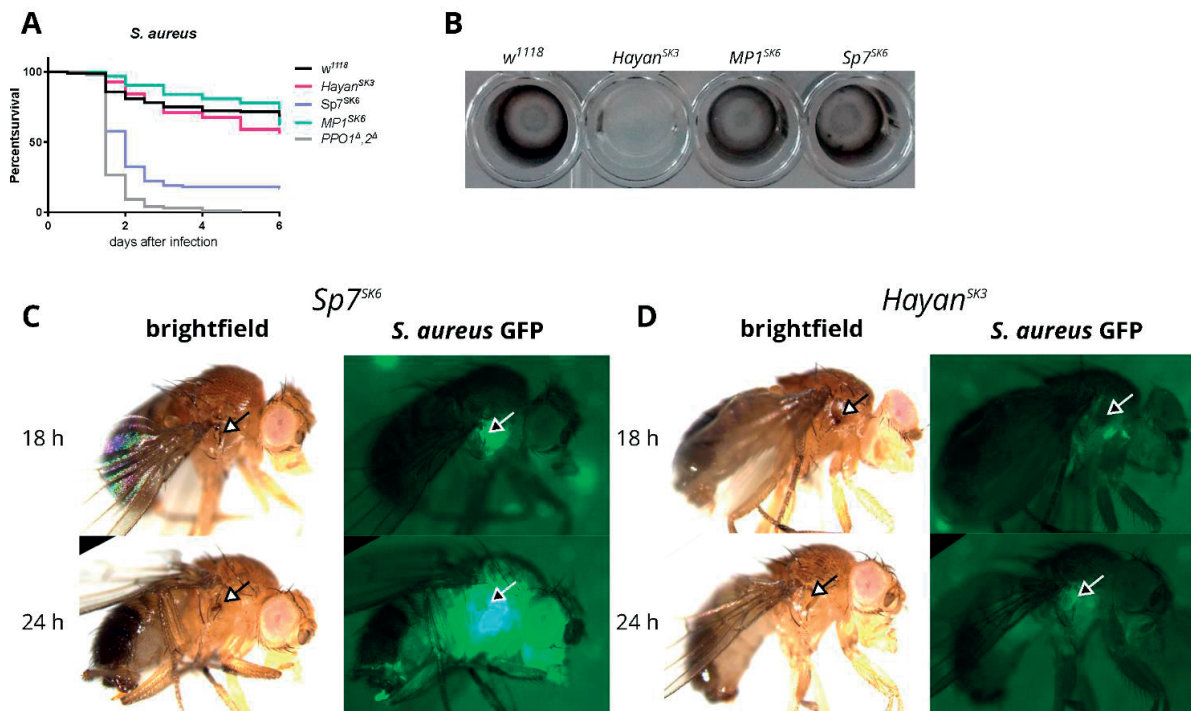 A
S. aureus
Percentsurvival
100
50
0
0 2 4 6
days after infection
w1118
HayanSK3
Sp7SK6
MP1SK6
PPO1Δ,2Δ
B
w1118 HayanSK3 MP1SK6 Sp7SK6
C Sp7SK6
brightfield S. aureus GFP
18 h
24 h
D HayanSK3
brightfield S. aureus GFP
18 h
24 h